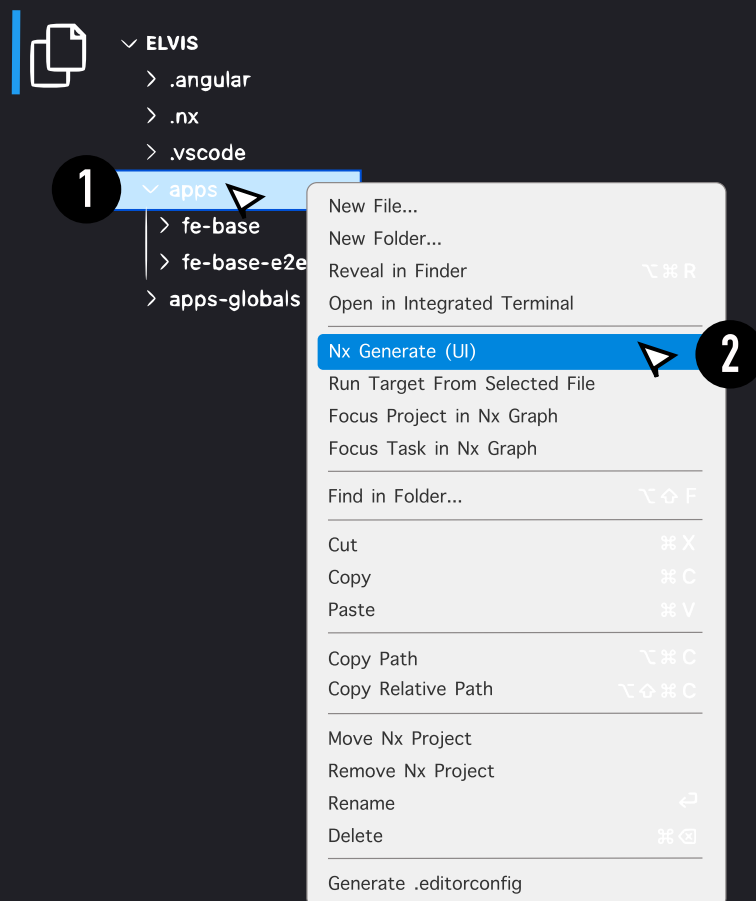 ELVIS
.angular
.nx
.vscode
1
apps
fe-base
fe-base-e2e
apps-globals
New File...
New Folder...
Reveal in Finder ⌥⌘R
Open in Integrated Terminal
Nx Generate (UI)
2
Run Target From Selected File
Focus Project in Nx Graph
Focus Task in Nx Graph
Find in Folder... ⌥⇧F
Cut ⌘X
Copy ⌘C
Paste ⌘V
Copy Path ⌥⌘C
Copy Relative Path ⌥⇧⌘C
Move Nx Project
Remove Nx Project
Rename ⏎
Delete ⌘⌫
Generate .editorconfig